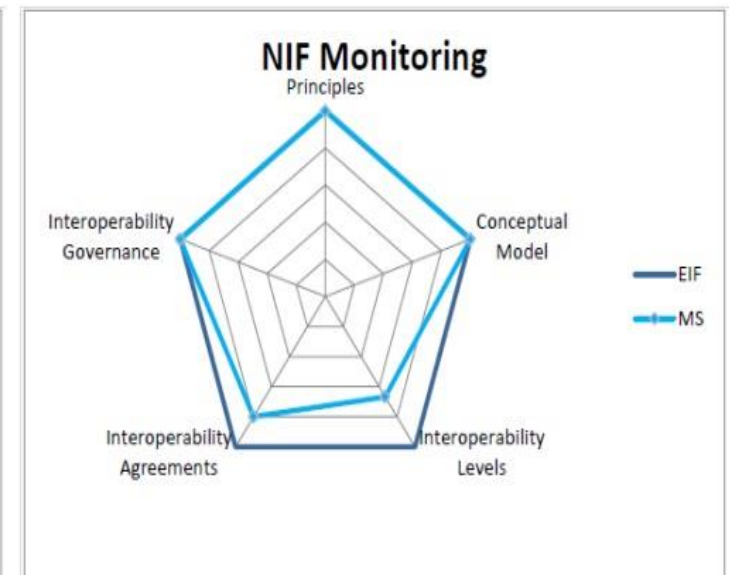 NIF Monitoring
Principles
Interoperability
Governance
Conceptual
Model
EIF
MS
Interoperability
Agreements
Interoperability
Levels